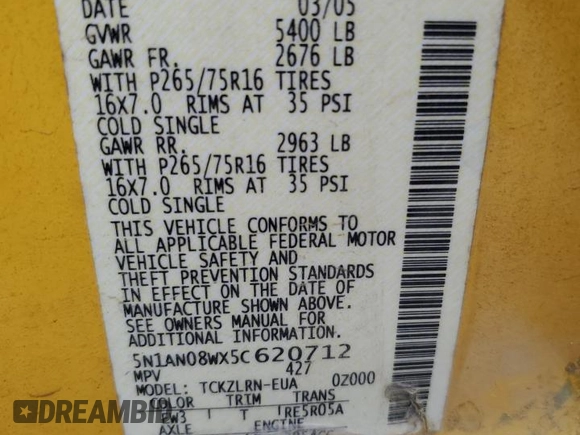 DATE 03/05
GVWR 5400 LB
GAWR FR. 2676 LB
WITH P265/75R16 TIRES
16X7.0 RIMS AT 35 PSI
COLD SINGLE
GAWR RR. 2963 LB
WITH P265/75R16 TIRES
16X7.0 RIMS AT 35 PSI
COLD SINGLE
THIS VEHICLE CONFORMS TO
ALL APPLICABLE FEDERAL MOTOR
VEHICLE SAFETY AND
THEFT PREVENTION STANDARDS
IN EFFECT ON THE DATE OF
MANUFACTURE SHOWN ABOVE.
SEE OWNERS MANUAL FOR
ADDITIONAL INFORMATION.
5N1AN08WX5C620712
MPV 427
MODEL: TCKZLRN-EUA 0Z000
COLOR TRIM TRANS
EW3 T RE5R05A
AXLE ENGINE